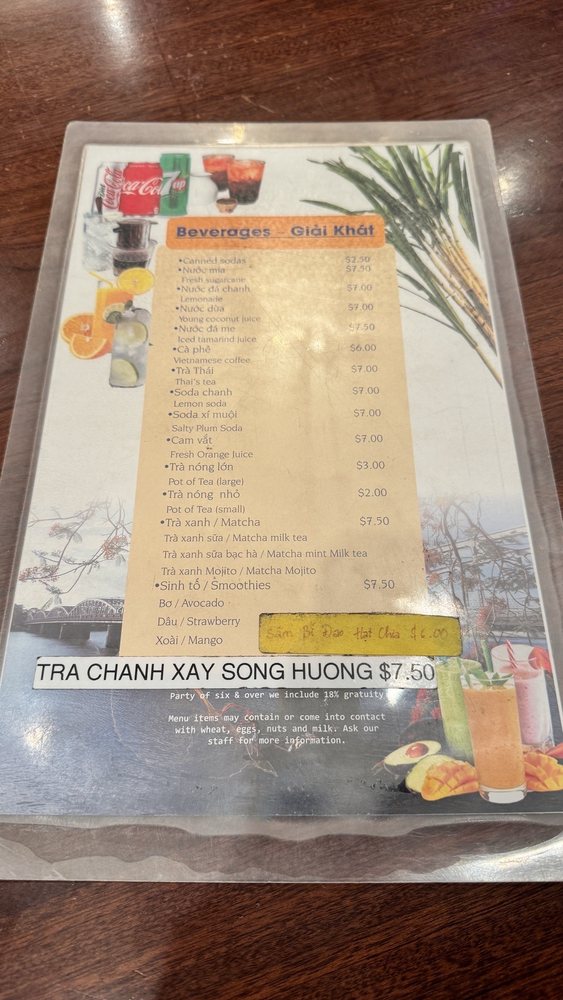 Coca-Cola
7up
Beverages - Giải Khát
•Canned sodas $2.50
•Nước mía $7.50
Fresh sugarcane
•Nước đá chanh $7.00
Lemonade
•Nước dừa $7.00
Young coconut juice
•Nước đá me $7.50
Iced tamarind juice
•Cà phê $6.00
Vietnamese coffee
•Trà Thái $7.00
Thai's tea
•Soda chanh $7.00
Lemon soda
•Soda xí muội $7.00
Salty Plum Soda
•Cam vắt $7.00
Fresh Orange Juice
•Trà nóng lớn $3.00
Pot of Tea (large)
•Trà nóng nhỏ $2.00
Pot of Tea (small)
•Trà xanh / Matcha $7.50
Trà xanh sữa / Matcha milk tea
Trà xanh sữa bạc hà / Matcha mint Milk tea
Trà xanh Mojito / Matcha Mojito
•Sinh tố / Smoothies $7.50
Bơ / Avocado
Dâu / Strawberry
Xoài / Mango
Sâm Bí Đao Hạt Chia $6.00
TRA CHANH XAY SONG HUONG $7.50
Party of six & over we include 18% gratuity
Menu items may contain or come into contact
with wheat, eggs, nuts and milk. Ask our
staff for more information.